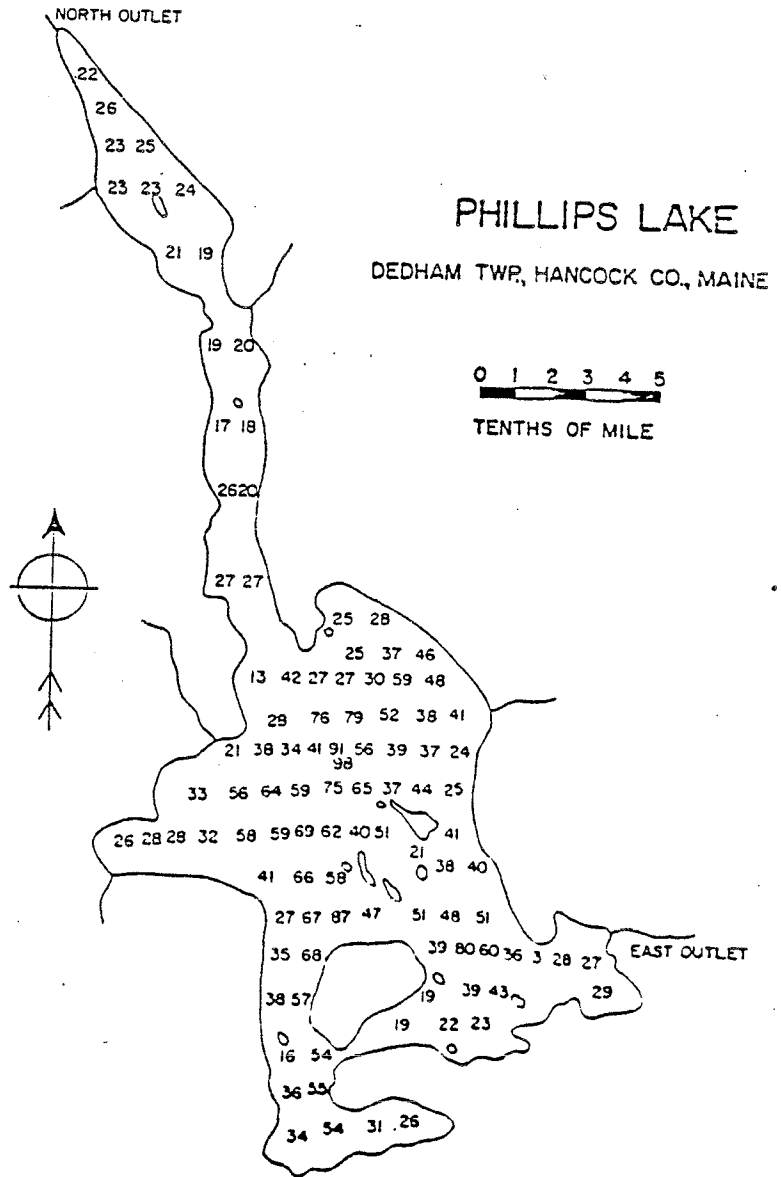 NORTH OUTLET
22
26
23 25
23 23 24
PHILLIPS LAKE
21 19
DEDHAM TWP., HANCOCK CO., MAINE
19 20
0 1 2 3 4 5
17 18
TENTHS OF MILE
26 20
27 27
25 28
25 37 46
13 42 27 27 30 59 48
28 76 79 52 38 41
21 38 34 41 91 56 39 37 24
98
33 56 64 59 75 65 37 44 25
26 28 28 32 58 59 69 62 40 51 41
21
41 66 58 38 40
27 67 87 47 51 48 51
35 68 39 80 60 36 3 28 27 EAST OUTLET
38 57 19 39 43 29
19 22 23
16 54
36 55
34 54 31 26